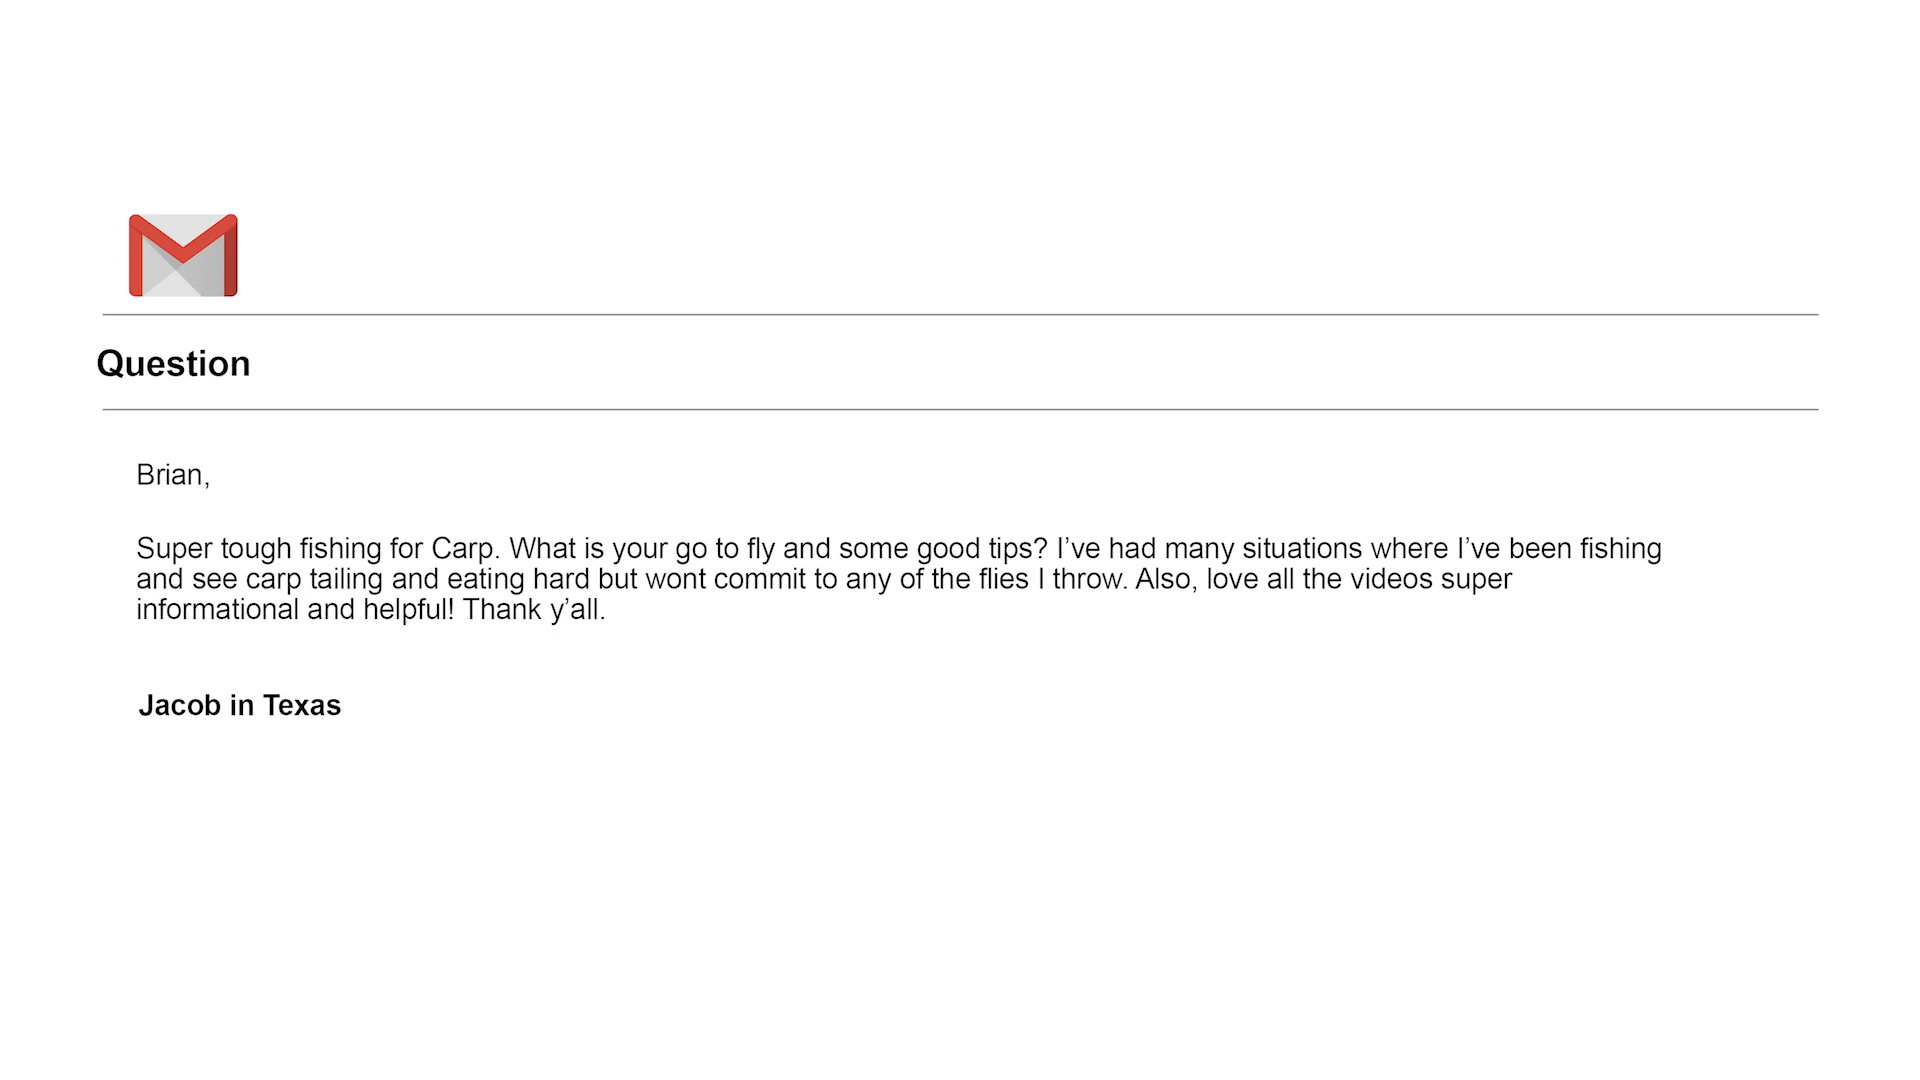 Question
Brian,
Super tough fishing for Carp. What is your go to fly and some good tips? I’ve had many situations where I’ve been fishing
and see carp tailing and eating hard but wont commit to any of the flies I throw. Also, love all the videos super
informational and helpful! Thank y’all.
Jacob in Texas